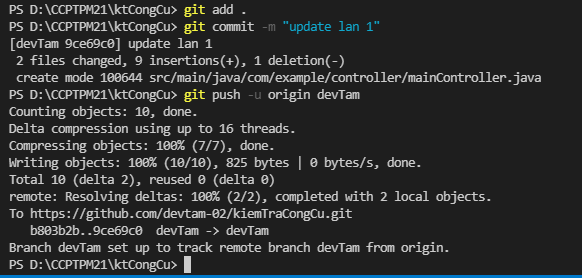 PS D:\CCPTPM21\ktCongCu> git add .
PS D:\CCPTPM21\ktCongCu> git commit -m "update lan 1"
[devTam 9ce69c0] update lan 1
 2 files changed, 9 insertions(+), 1 deletion(-)
 create mode 100644 src/main/java/com/example/controller/mainController.java
PS D:\CCPTPM21\ktCongCu> git push -u origin devTam
Counting objects: 10, done.
Delta compression using up to 16 threads.
Compressing objects: 100% (7/7), done.
Writing objects: 100% (10/10), 825 bytes | 0 bytes/s, done.
Total 10 (delta 2), reused 0 (delta 0)
remote: Resolving deltas: 100% (2/2), completed with 2 local objects.
To https://github.com/devtam-02/kiemTraCongCu.git
   b803b2b..9ce69c0  devTam -> devTam
Branch devTam set up to track remote branch devTam from origin.
PS D:\CCPTPM21\ktCongCu>